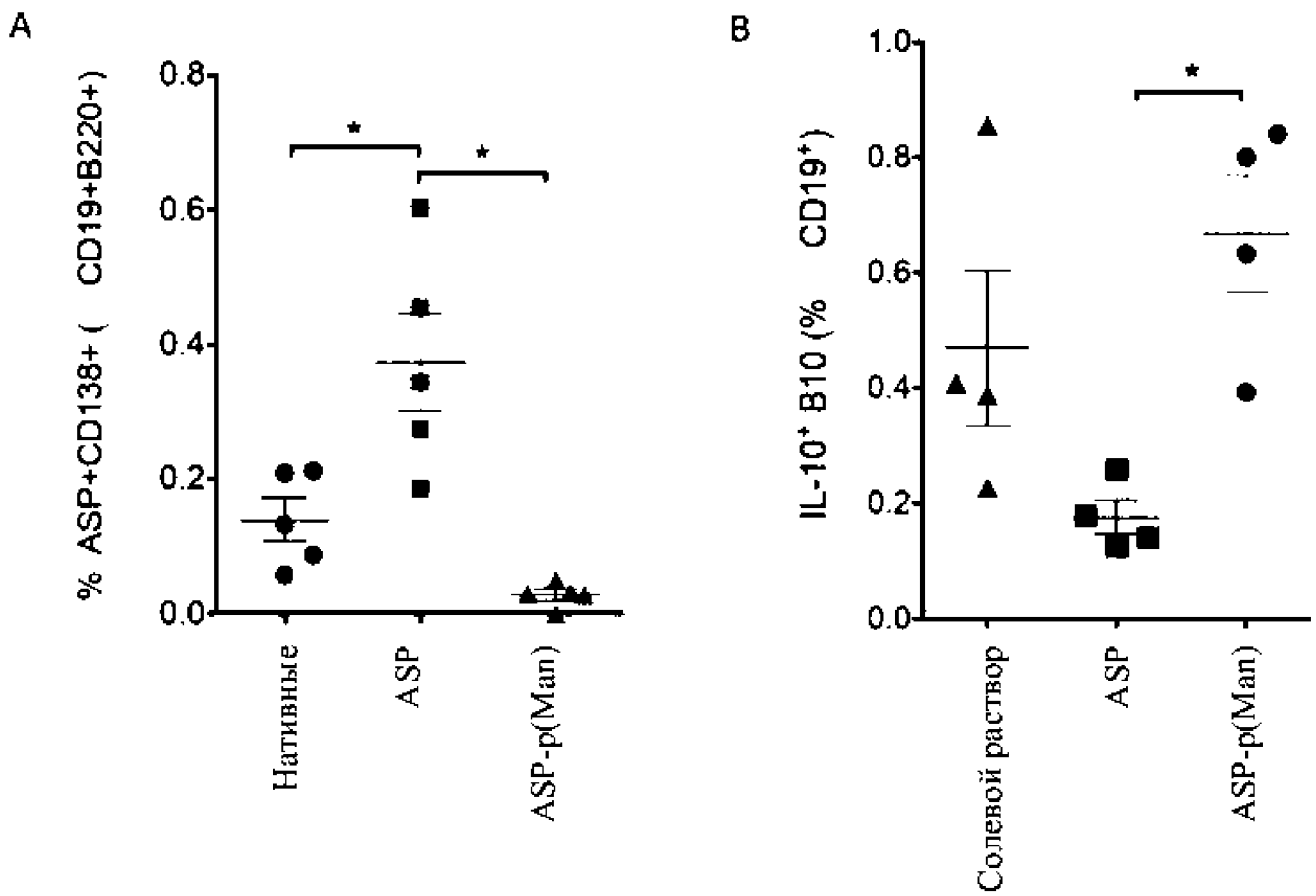 A
% ASP+CD138+ ( CD19+B220+)
0.8
0.6
0.4
0.2
0.0
*
*
Нативные
ASP
ASP-p(Man)
B
IL-10⁺ B10 (% CD19⁺)
1.0
0.8
0.6
0.4
0.2
0.0
*
Солевой раствор
ASP
ASP-p(Man)